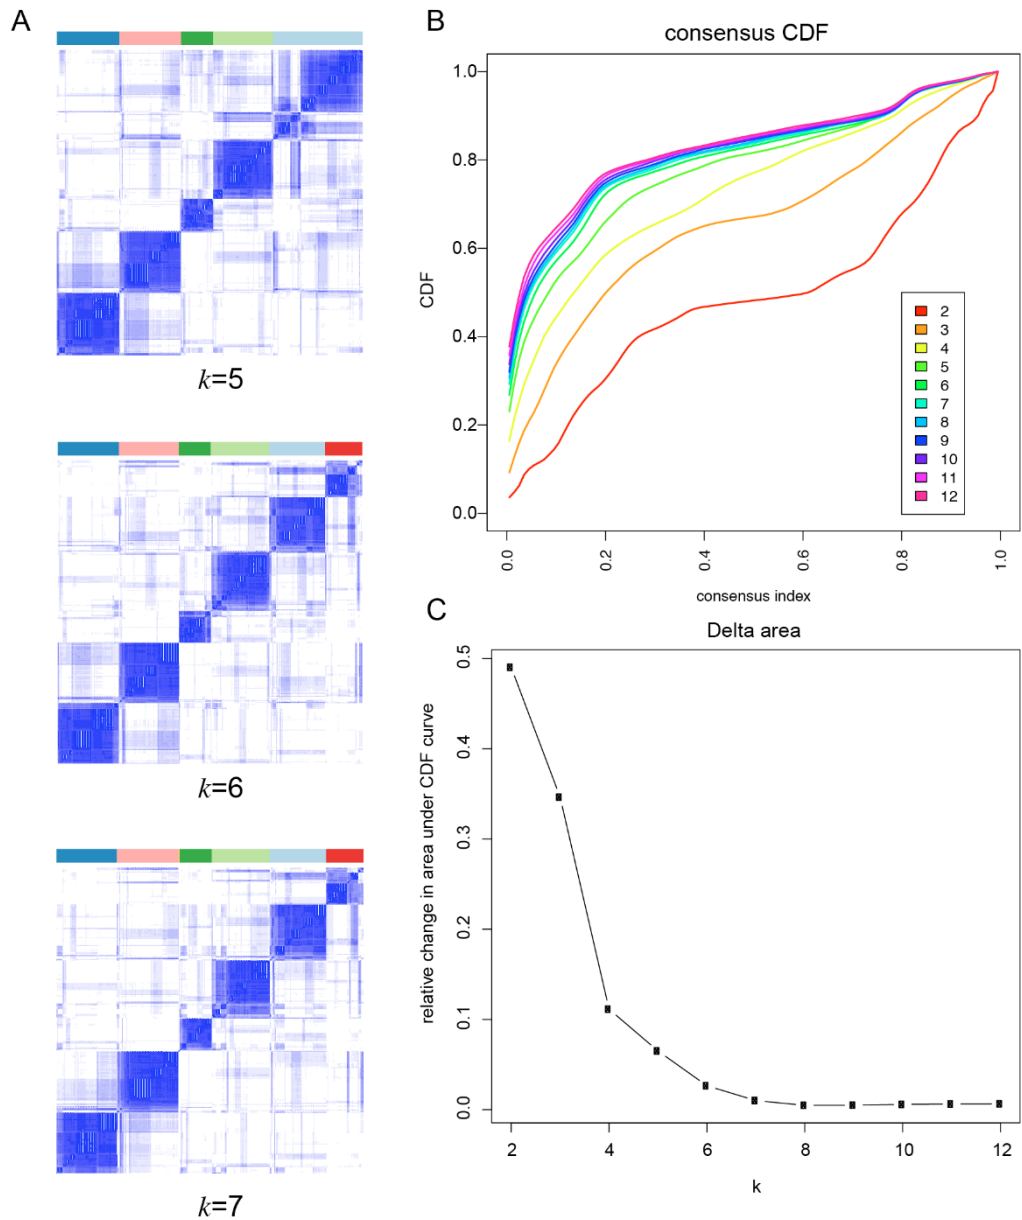 A
k=5
k=6
k=7
B
consensus CDF
CDF
1.0
0.8
0.6
0.4
0.2
0.0
2
3
4
5
6
7
8
9
10
11
12
0.0 0.2 0.4 0.6 0.8 1.0
consensus index
C
Delta area
relative change in area under CDF curve
0.5
0.4
0.3
0.2
0.1
0.0
2 4 6 8 10 12
k